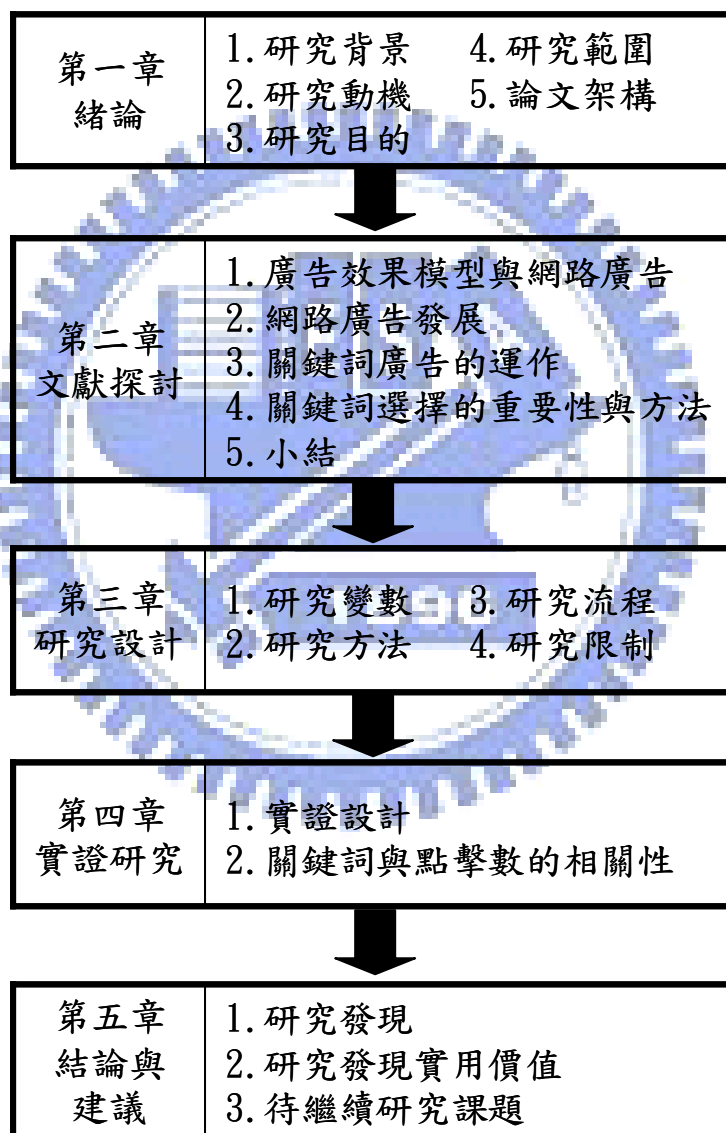 第一章
緒論
1.研究背景 4.研究範圍
2.研究動機 5.論文架構
3.研究目的
第二章
文獻探討
1.廣告效果模型與網路廣告
2.網路廣告發展
3.關鍵詞廣告的運作
4.關鍵詞選擇的重要性與方法
5.小結
第三章
研究設計
1.研究變數 3.研究流程
2.研究方法 4.研究限制
第四章
實證研究
1.實證設計
2.關鍵詞與點擊數的相關性
第五章
結論與
建議
1.研究發現
2.研究發現實用價值
3.待繼續研究課題